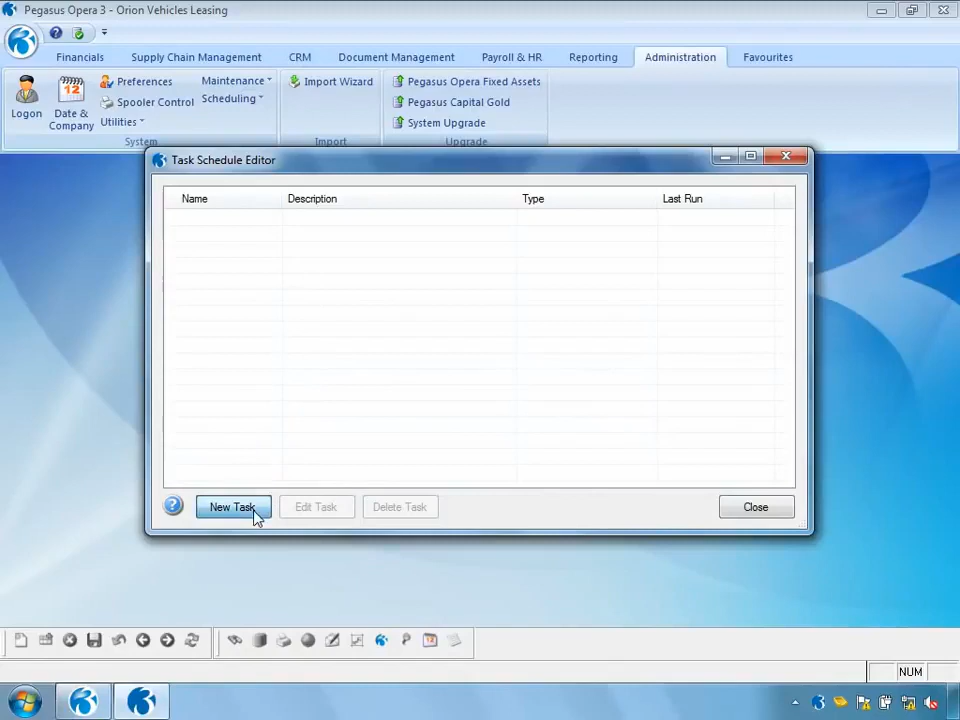 Pegasus Opera 3 - Orion Vehicles Leasing
Financials Supply Chain Management CRM Document Management Payroll & HR Reporting Administration Favourites
Logon
Date & Company
Preferences
Spooler Control
Utilities
Maintenance
Scheduling
System
Import Wizard
Import
Pegasus Opera Fixed Assets
Pegasus Capital Gold
System Upgrade
Upgrade
Task Schedule Editor
Name Description Type Last Run
New Task Edit Task Delete Task Close
NUM